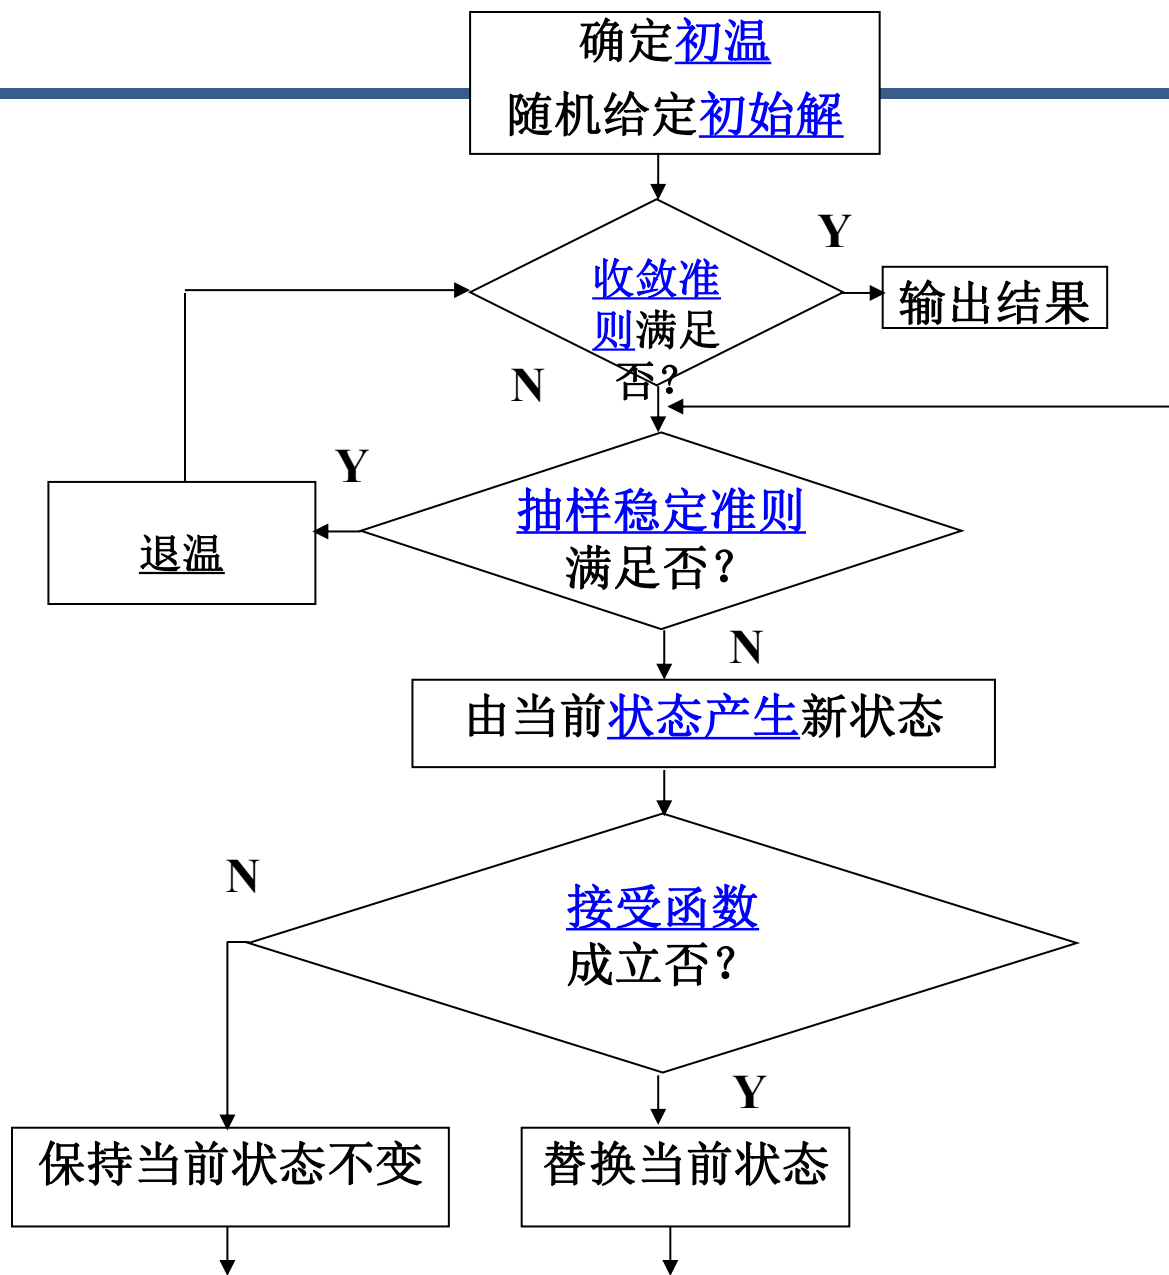 确定初温
随机给定初始解
Y
收敛准
则满足
否?
输出结果
N
Y
抽样稳定准则
满足否?
退温
N
由当前状态产生新状态
N
接受函数
成立否?
Y
保持当前状态不变
替换当前状态